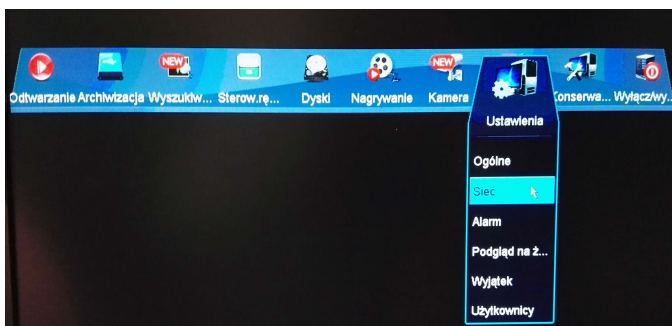 NEW
NEW
Odtwarzanie Archiwizacja Wyszukiw... Sterow.rę... Dyski Nagrywanie Kamera Konserwa... Wyłącz/wy...
Ustawienia
Ogólne
Sieć
Alarm
Podgląd na ż...
Wyjątek
Użytkownicy